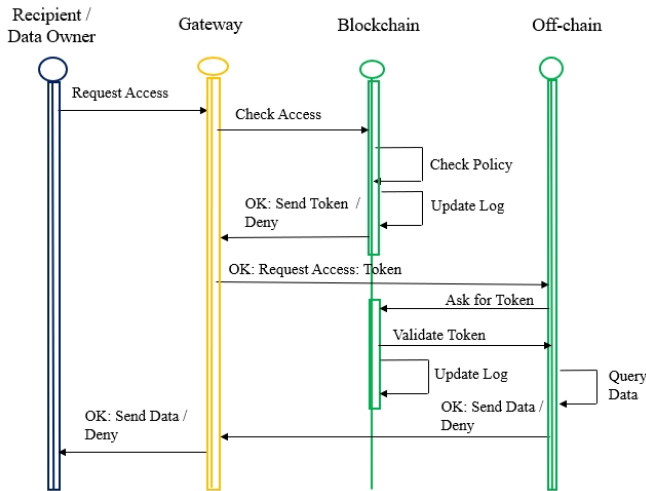 Recipient /
Data Owner
Gateway
Blockchain
Off-chain
Request Access
Check Access
Check Policy
OK: Send Token /
Deny
Update Log
OK: Request Access: Token
Ask for Token
Validate Token
Update Log
Query
Data
OK: Send Data /
Deny
OK: Send Data /
Deny